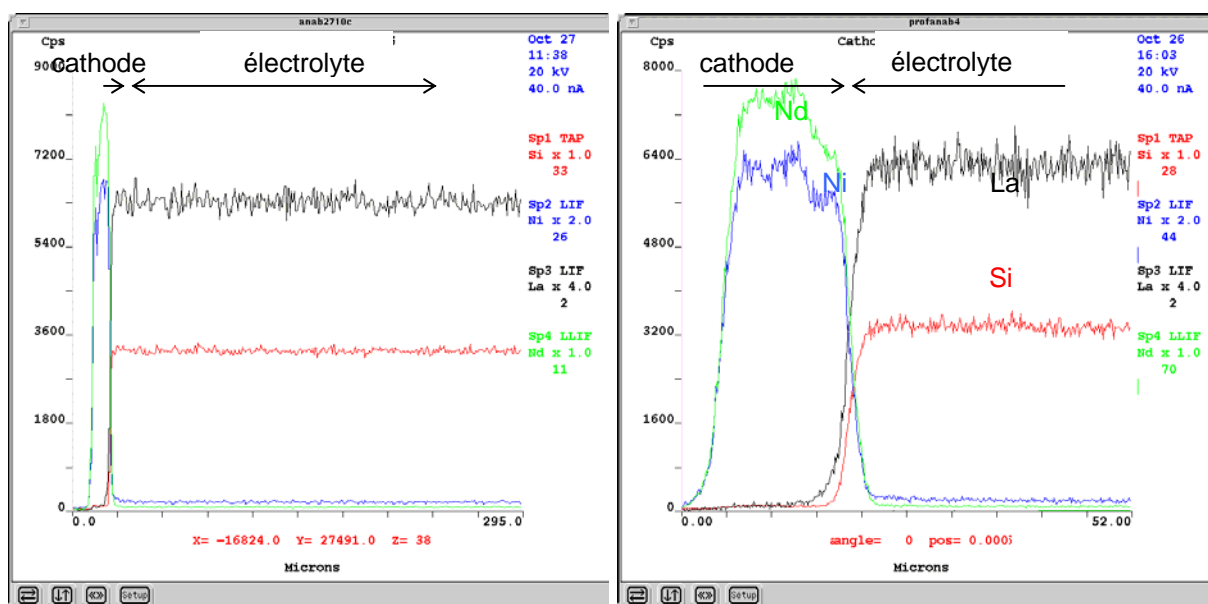 anab2710c
Cps
cathode
électrolyte
9000
7200
5400
3600
1800
0
0.0
295.0
X= -16824.0 Y= 27491.0 Z= 38
Microns
Oct 27
11:38
20 kV
40.0 nA
Sp1 TAP
Si x 1.0
33
Sp2 LIF
Ni x 2.0
26
Sp3 LIF
La x 4.0
2
Sp4 LLIF
Nd x 1.0
11
Setup
profanab4
Cps
Catho
cathode
électrolyte
8000
6400
4800
3200
1600
0
Nd
Ni
La
Si
0.00
52.00
angle= 0 pos=
Microns
Oct 26
16:03
20 kV
40.0 nA
Sp1 TAP
Si x 1.0
28
Sp2 LIF
Ni x 2.0
44
Sp3 LIF
La x 4.0
2
Sp4 LLIF
Nd x 1.0
70
Setup